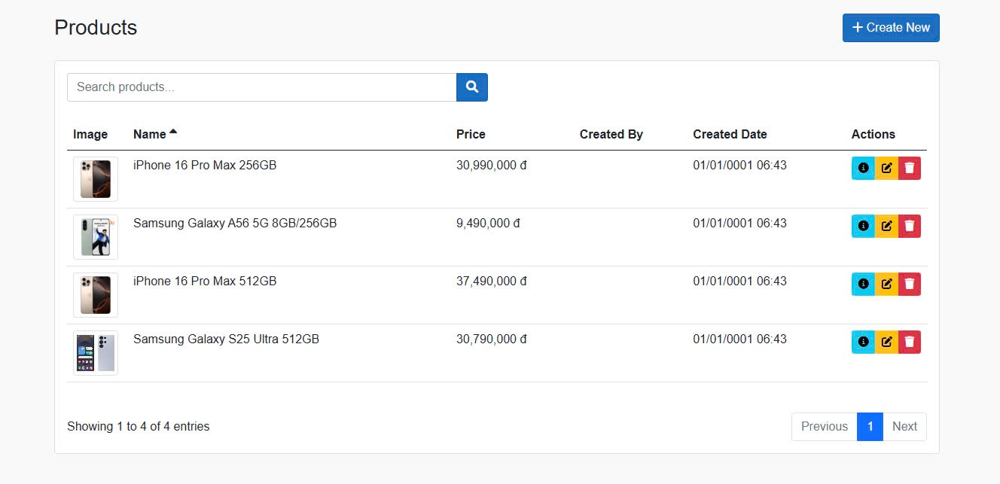 Products
+ Create New
Search products...
Image Name Price Created By Created Date Actions
iPhone 16 Pro Max 256GB 30,990,000 đ 01/01/0001 06:43
Samsung Galaxy A56 5G 8GB/256GB 9,490,000 đ 01/01/0001 06:43
iPhone 16 Pro Max 512GB 37,490,000 đ 01/01/0001 06:43
Samsung Galaxy S25 Ultra 512GB 30,790,000 đ 01/01/0001 06:43
Showing 1 to 4 of 4 entries
Previous 1 Next